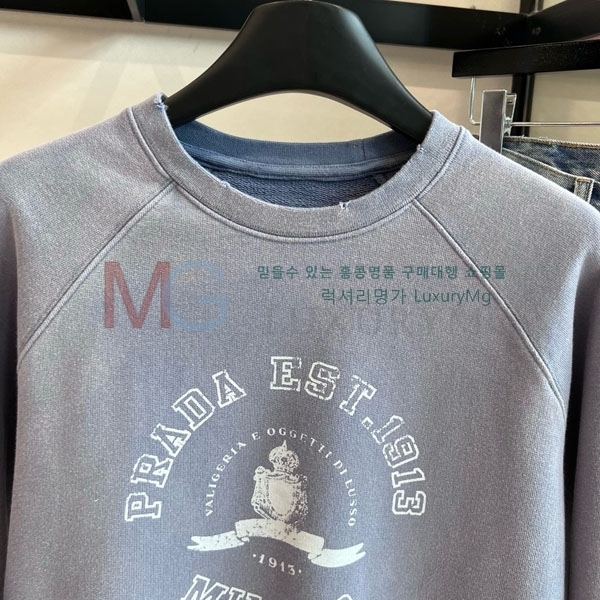 믿을수 있는 홍콩명품 구매대행 쇼핑몰
MG
럭셔리명가 LuxuryMg
PRADA EST. 1913
VALIGERIA E OGGETTI DI LUSSO
·1913·